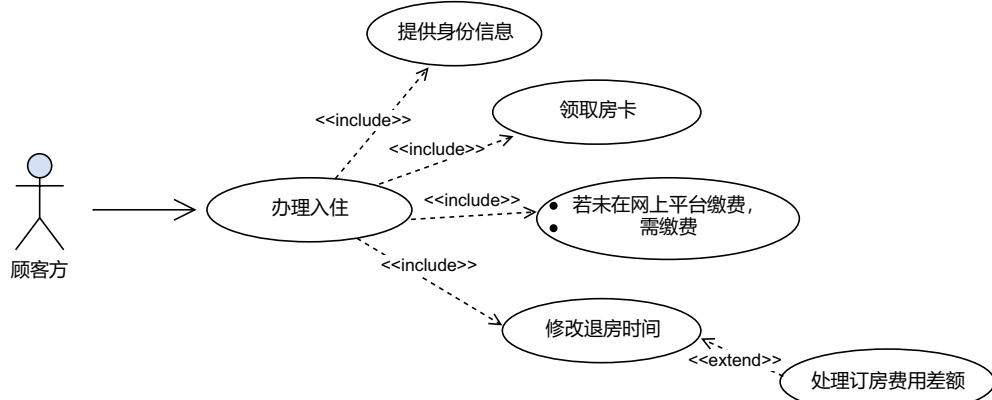 提供身份信息
<<include>>
领取房卡
<<include>>
办理入住
<<include>>
若未在网上平台缴费，
需缴费
顾客方
<<include>>
修改退房时间
<<extend>>
处理订房费用差额